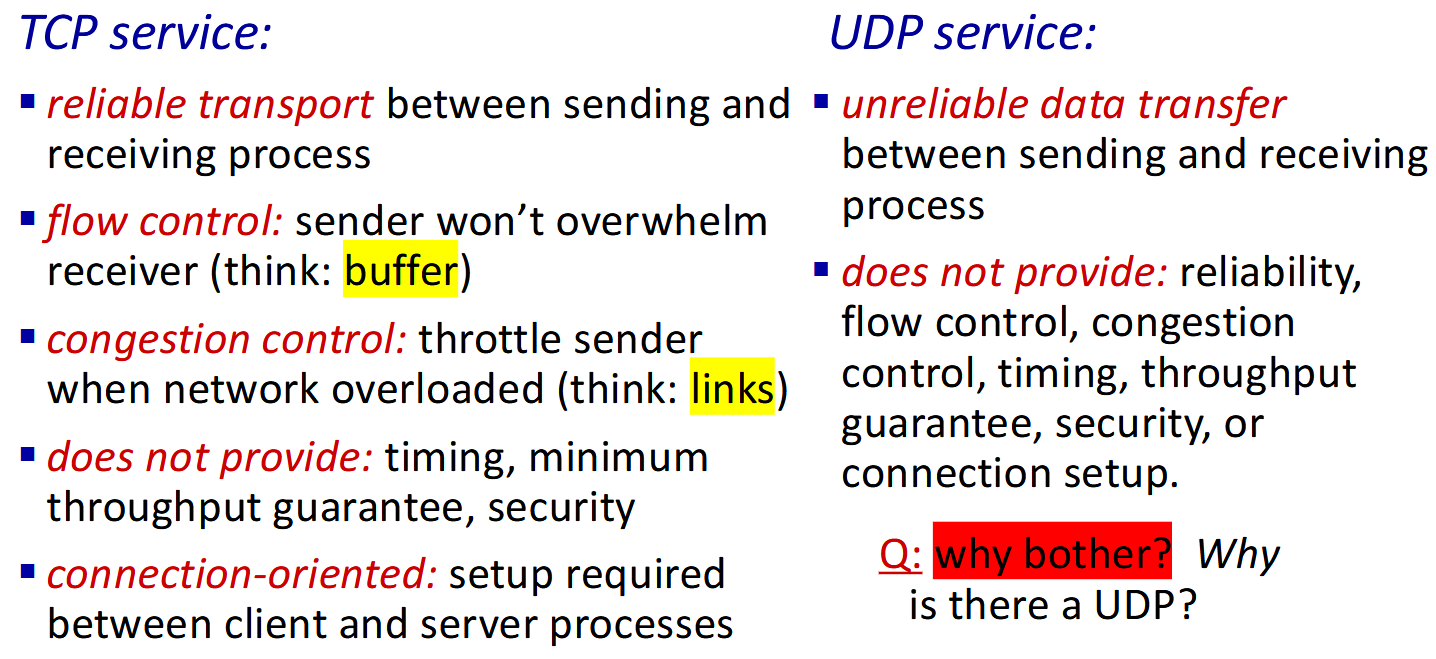 TCP service:
▪ reliable transport between sending and
receiving process
▪ flow control: sender won’t overwhelm
receiver (think: buffer)
▪ congestion control: throttle sender
when network overloaded (think: links)
▪ does not provide: timing, minimum
throughput guarantee, security
▪ connection-oriented: setup required
between client and server processes
UDP service:
▪ unreliable data transfer
between sending and receiving
process
▪ does not provide: reliability,
flow control, congestion
control, timing, throughput
guarantee, security, or
connection setup.
Q: why bother? Why
is there a UDP?